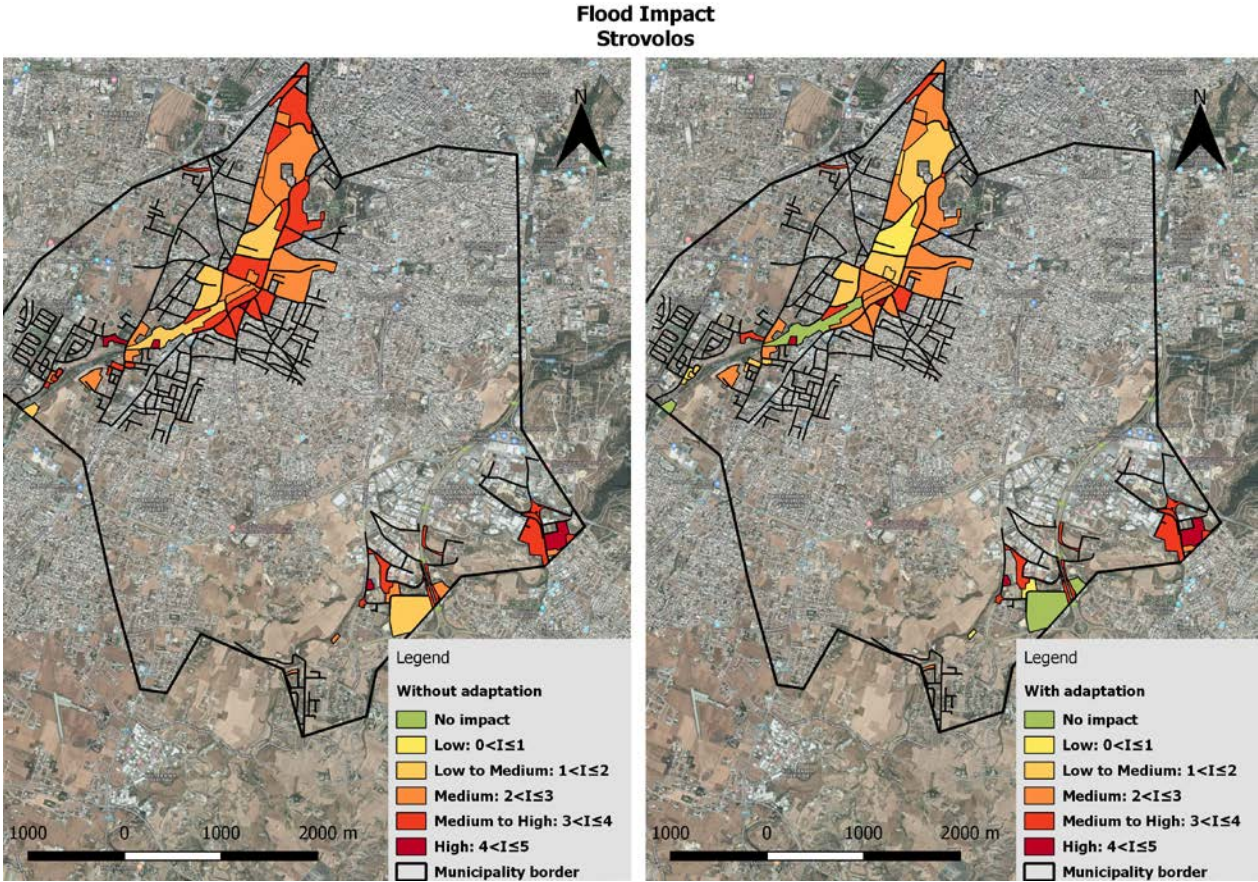 Flood Impact
Strovolos
N
Legend
Without adaptation
No impact
Low: 0<I≤1
Low to Medium: 1<I≤2
Medium: 2<I≤3
Medium to High: 3<I≤4
High: 4<I≤5
Municipality border
1000 0 1000 2000 m
N
Legend
With adaptation
No impact
Low: 0<I≤1
Low to Medium: 1<I≤2
Medium: 2<I≤3
Medium to High: 3<I≤4
High: 4<I≤5
Municipality border
1000 0 1000 2000 m